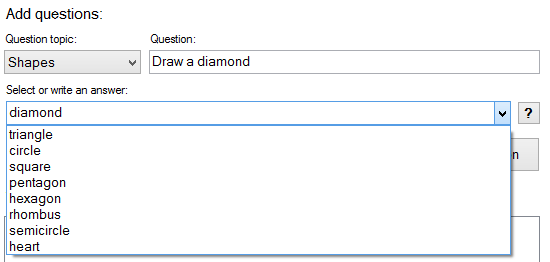 Add questions:
Question topic: Question:
Shapes Draw a diamond
Select or write an answer:
diamond ?
triangle
circle
square
pentagon
hexagon
rhombus
semicircle
heart